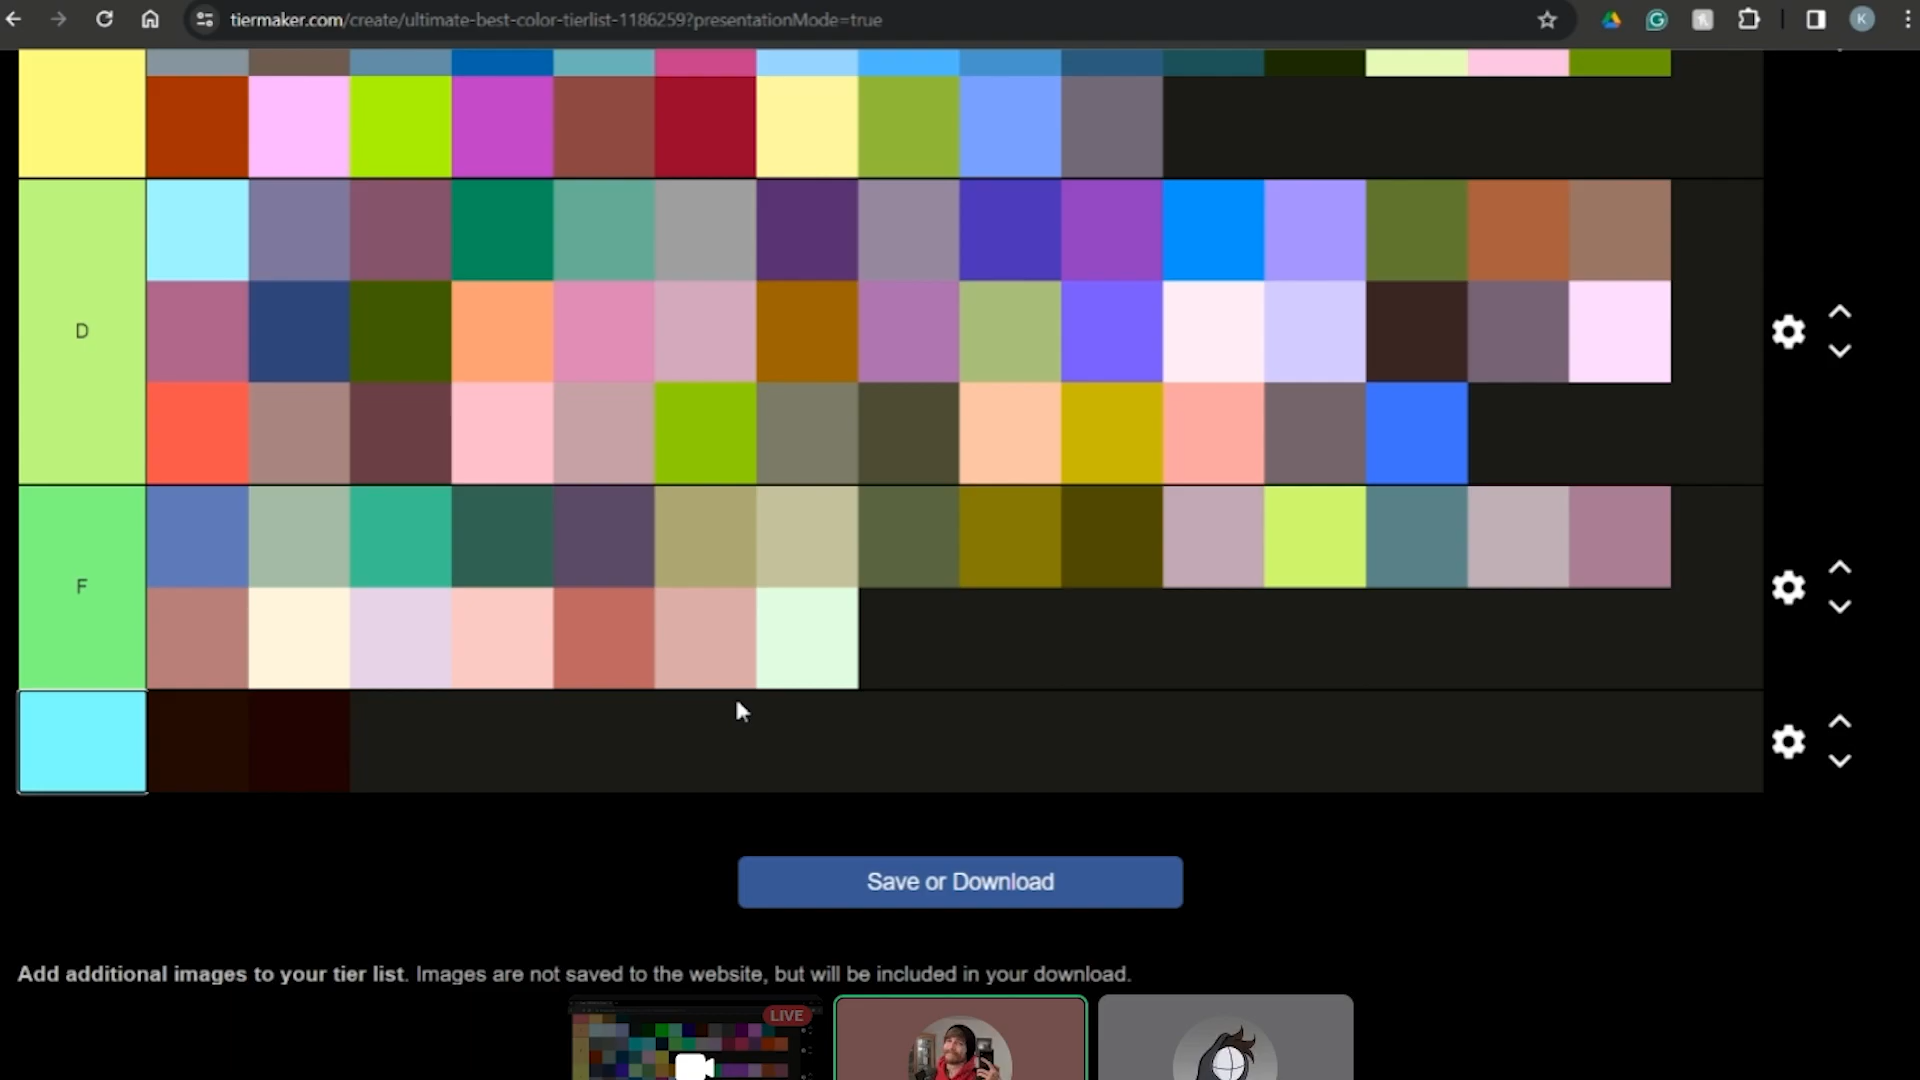 tiermaker.com/create/ultimate-best-color-tierlist-1186259?presentationMode=true
K
D
F
Save or Download
Add additional images to your tier list. Images are not saved to the website, but will be included in your download.
LIVE